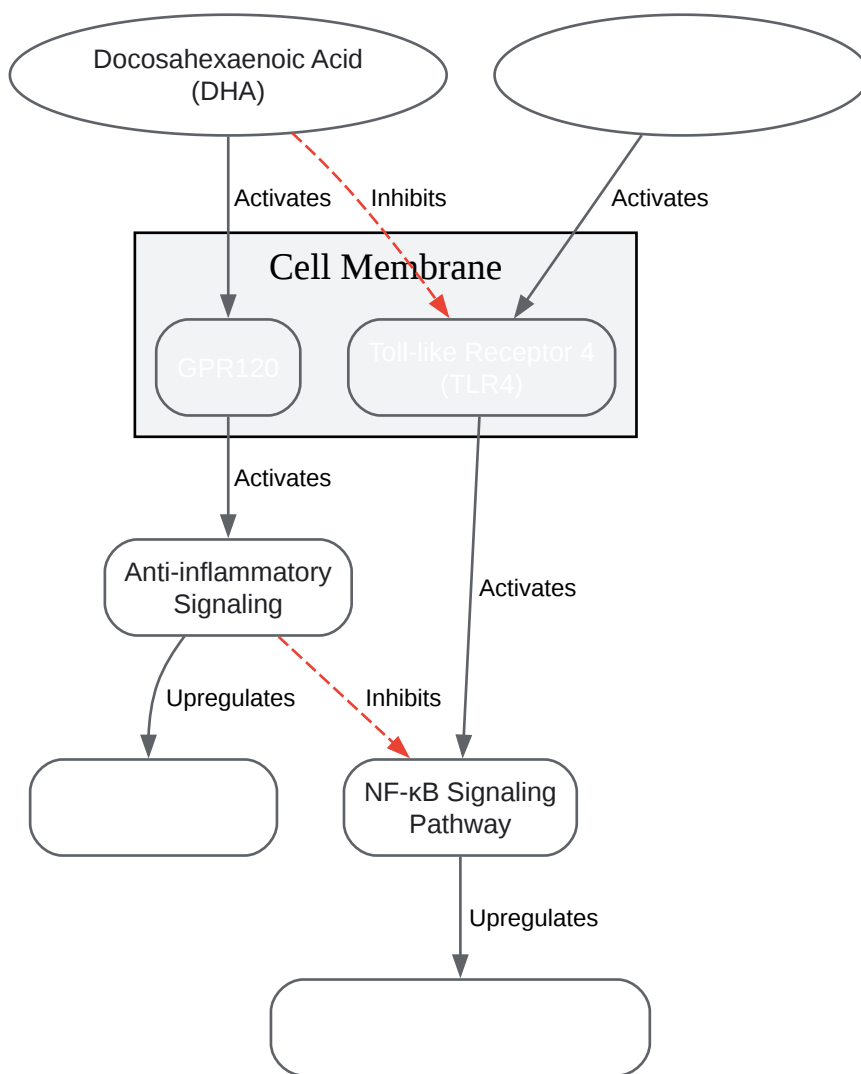 Docosahexaenoic Acid
(DHA)
Activates
Inhibits
Activates
Cell Membrane
GPR120
Toll-like Receptor 4
(TLR4)
Activates
Anti-inflammatory
Signaling
Activates
Upregulates
Inhibits
NF-κB Signaling
Pathway
Upregulates